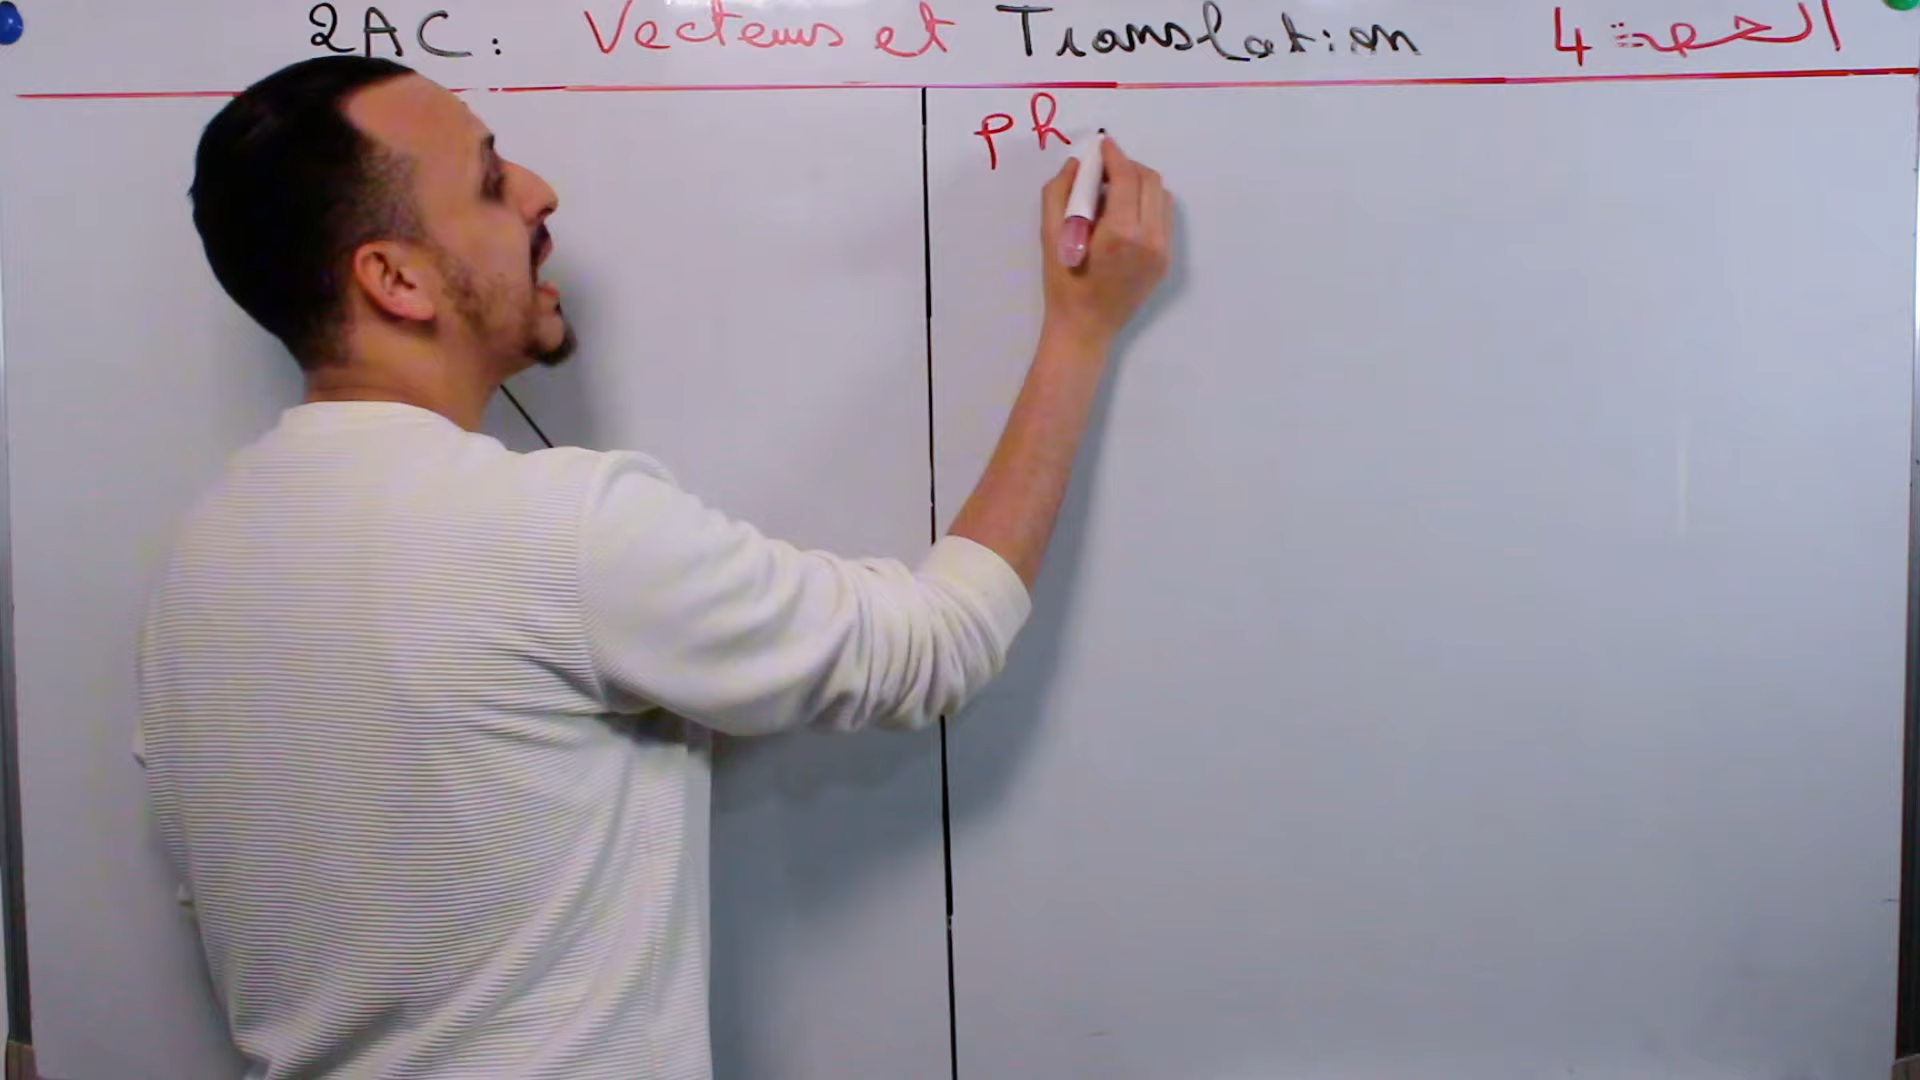 2AC: Vecteurs et Translation الحصة 4
ph